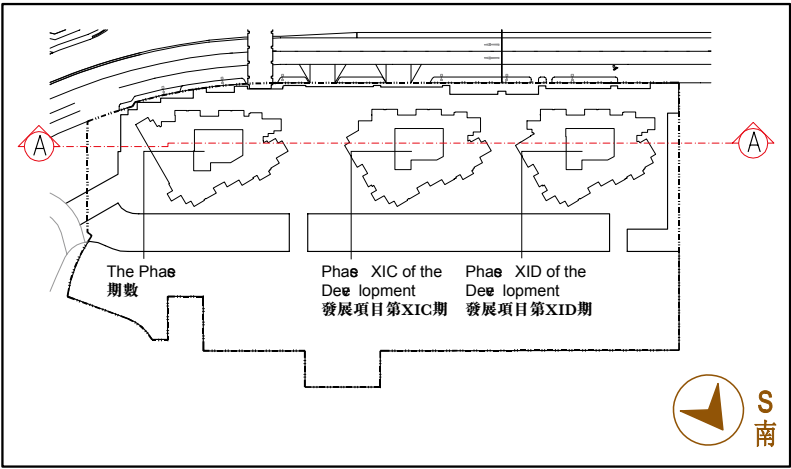 A
A
The Phase
期數
Phase XIC of the
Development
發展項目第XIC期
Phase XID of the
Development
發展項目第XID期
S
南